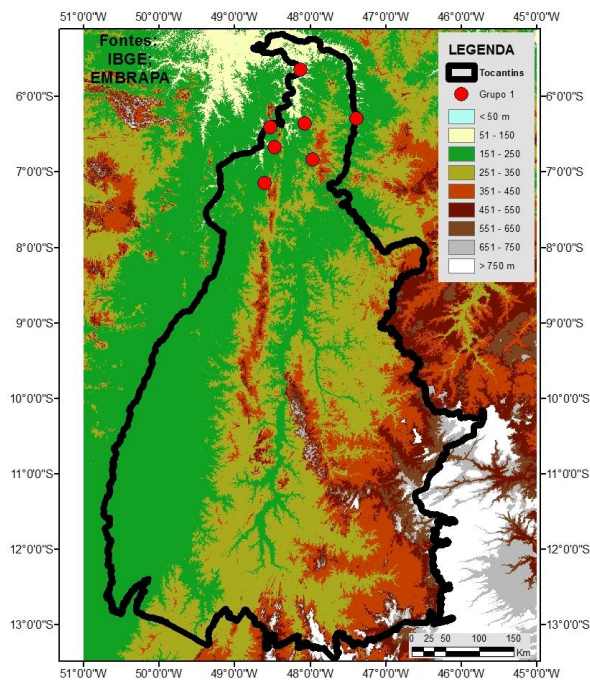 51°0'0"W 50°0'0"W 49°0'0"W 48°0'0"W 47°0'0"W 46°0'0"W 45°0'0"W
Fontes:
IBGE;
EMBRAPA
LEGENDA
Tocantins
Grupo 1
< 50 m
51 - 150
151 - 250
251 - 350
351 - 450
451 - 550
551 - 650
651 - 750
> 750 m
6°0'0"S 6°0'0"S
7°0'0"S 7°0'0"S
8°0'0"S 8°0'0"S
9°0'0"S 9°0'0"S
10°0'0"S 10°0'0"S
11°0'0"S 11°0'0"S
12°0'0"S 12°0'0"S
13°0'0"S 13°0'0"S
0 25 50 100 150
Km
51°0'0"W 50°0'0"W 49°0'0"W 48°0'0"W 47°0'0"W 46°0'0"W 45°0'0"W